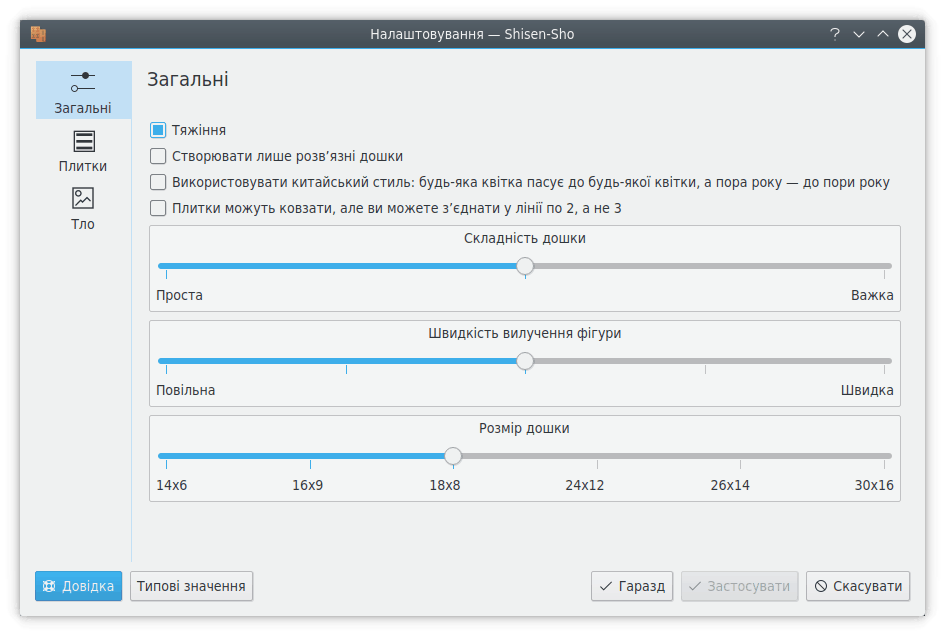 Налаштовування — Shisen-Sho
Загальні
Плитки
Тло
Загальні
Тяжіння
Створювати лише розв’язні дошки
Використовувати китайський стиль: будь-яка квітка пасує до будь-якої квітки, а пора року — до пори року
Плитки можуть ковзати, але ви можете з’єднати у лінії по 2, а не 3
Складність дошки
Проста Важка
Швидкість вилучення фігури
Повільна Швидка
Розмір дошки
14x6 16x9 18x8 24x12 26x14 30x16
Довідка Типові значення Гаразд Застосувати Скасувати